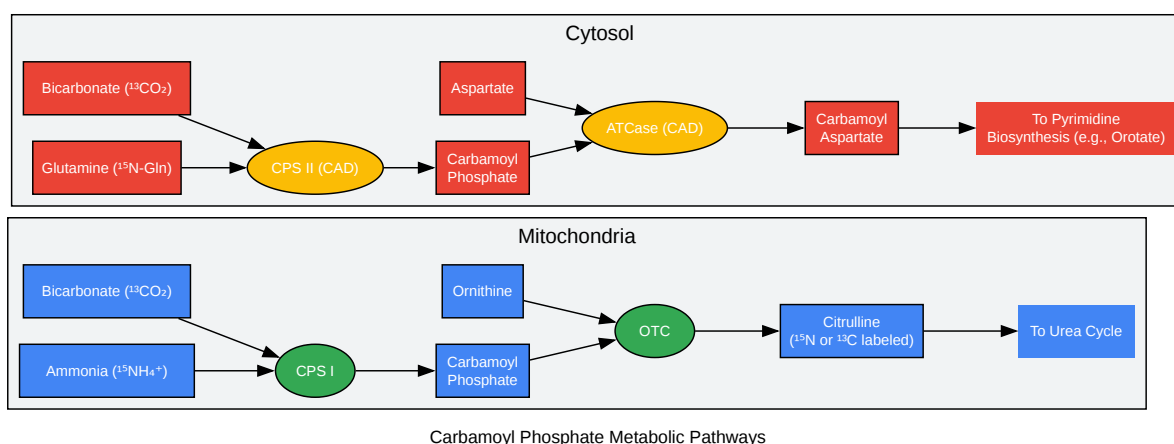 Cytosol
Bicarbonate (¹³CO₂)
Aspartate
ATCase (CAD)
Carbamoyl
Aspartate
To Pyrimidine
Biosynthesis (e.g., Orotate)
Glutamine (¹⁵N-Gln)
CPS II (CAD)
Carbamoyl
Phosphate
Mitochondria
Bicarbonate (¹³CO₂)
Ornithine
OTC
Citrulline
(¹⁵N or ¹³C labeled)
To Urea Cycle
Ammonia (¹⁵NH₄⁺)
CPS I
Carbamoyl
Phosphate
Carbamoyl Phosphate Metabolic Pathways